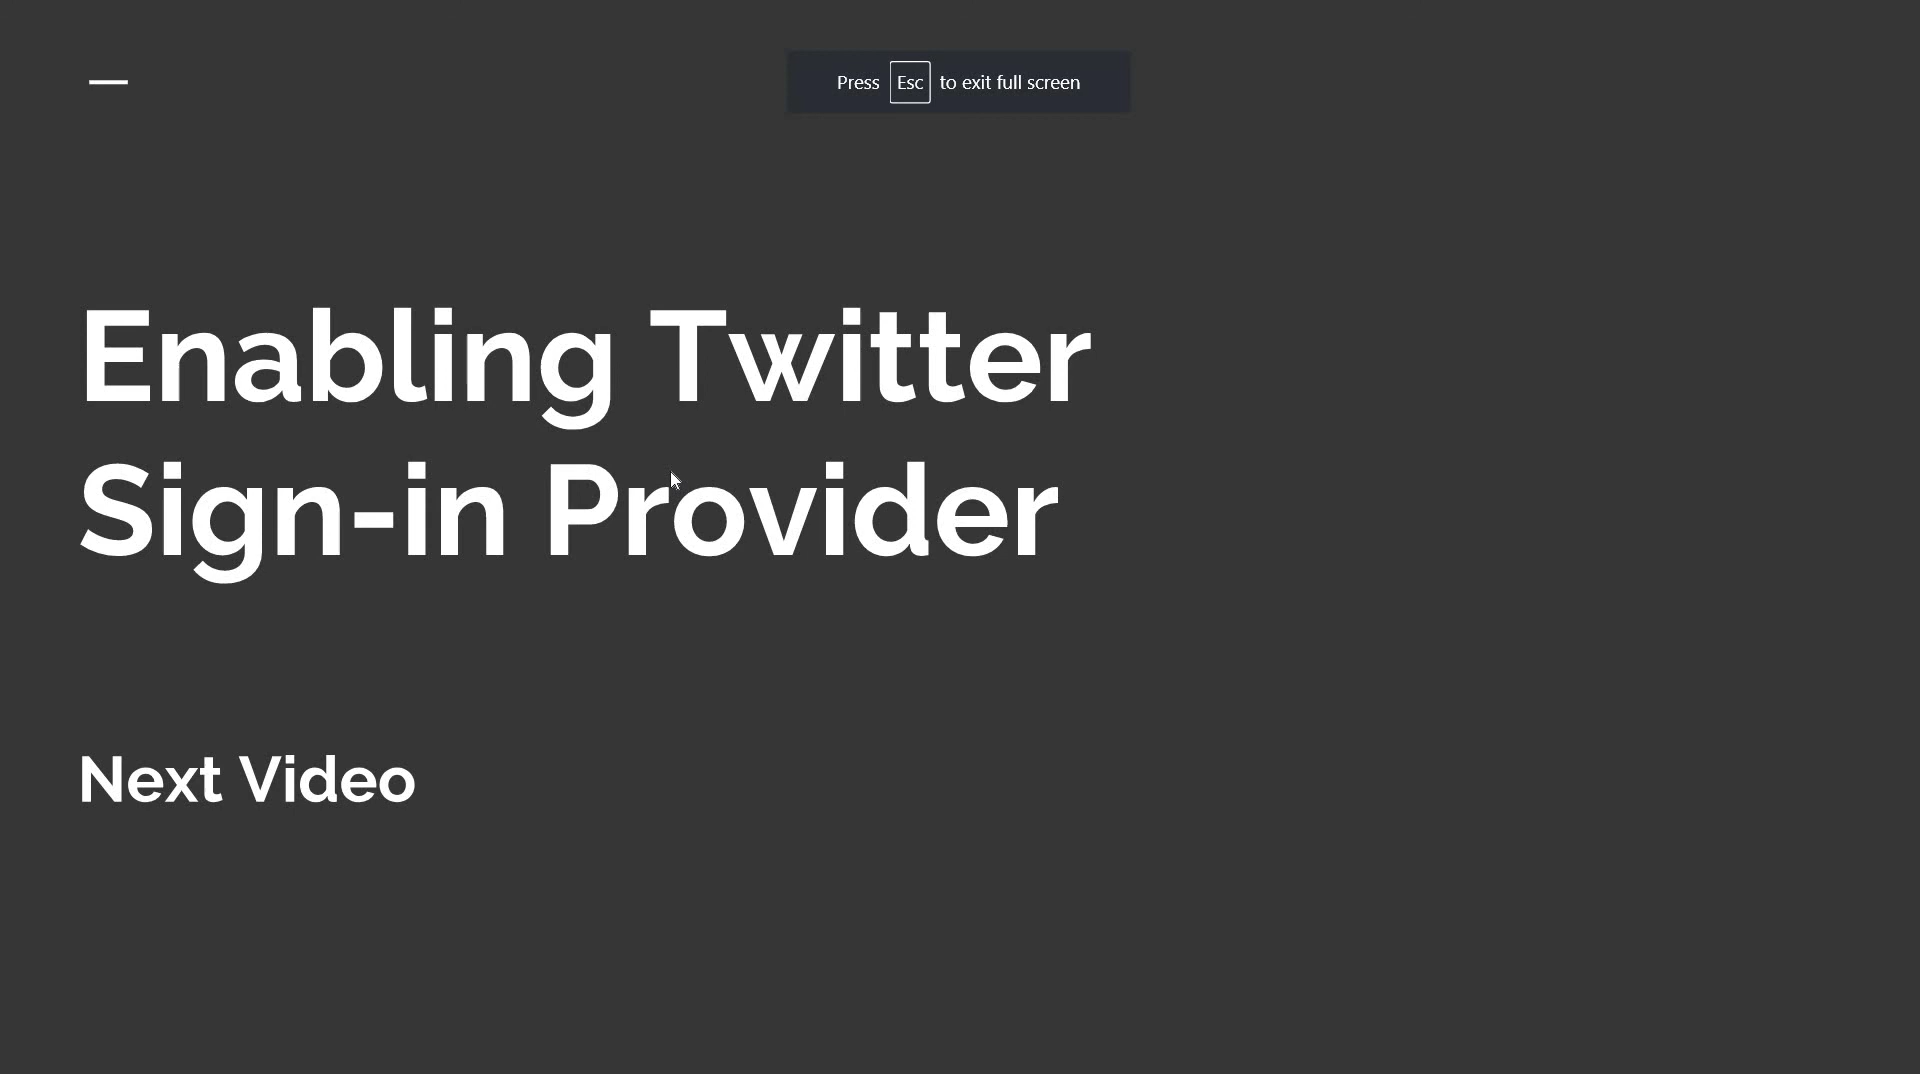 Press Esc to exit full screen
Enabling Twitter
Sign-in Provider
Next Video